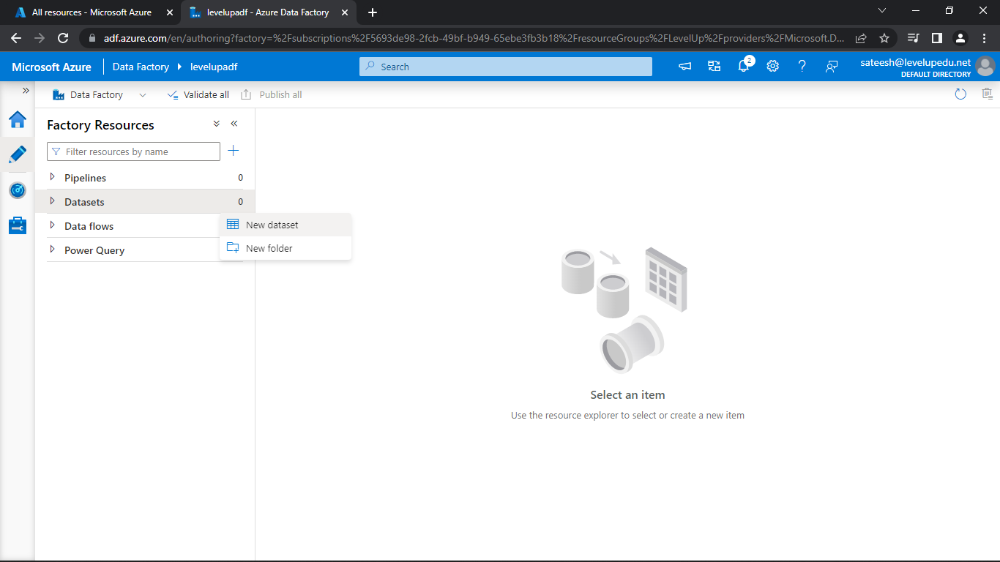 All resources - Microsoft Azure
levelupadf - Azure Data Factory
adf.azure.com/en/authoring?factory=%2Fsubscriptions%2F5693de98-2fcb-49bf-b949-65ebe3fb3b18%2FresourceGroups%2FLevelUp%2Fproviders%2FMicrosoft.D...
Microsoft Azure
Data Factory
levelupadf
Search
2
sateesh@levelupedu.net
DEFAULT DIRECTORY
Data Factory
Validate all
Publish all
Factory Resources
Filter resources by name
Pipelines 0
Datasets 0
New dataset
Data flows
New folder
Power Query
Select an item
Use the resource explorer to select or create a new item